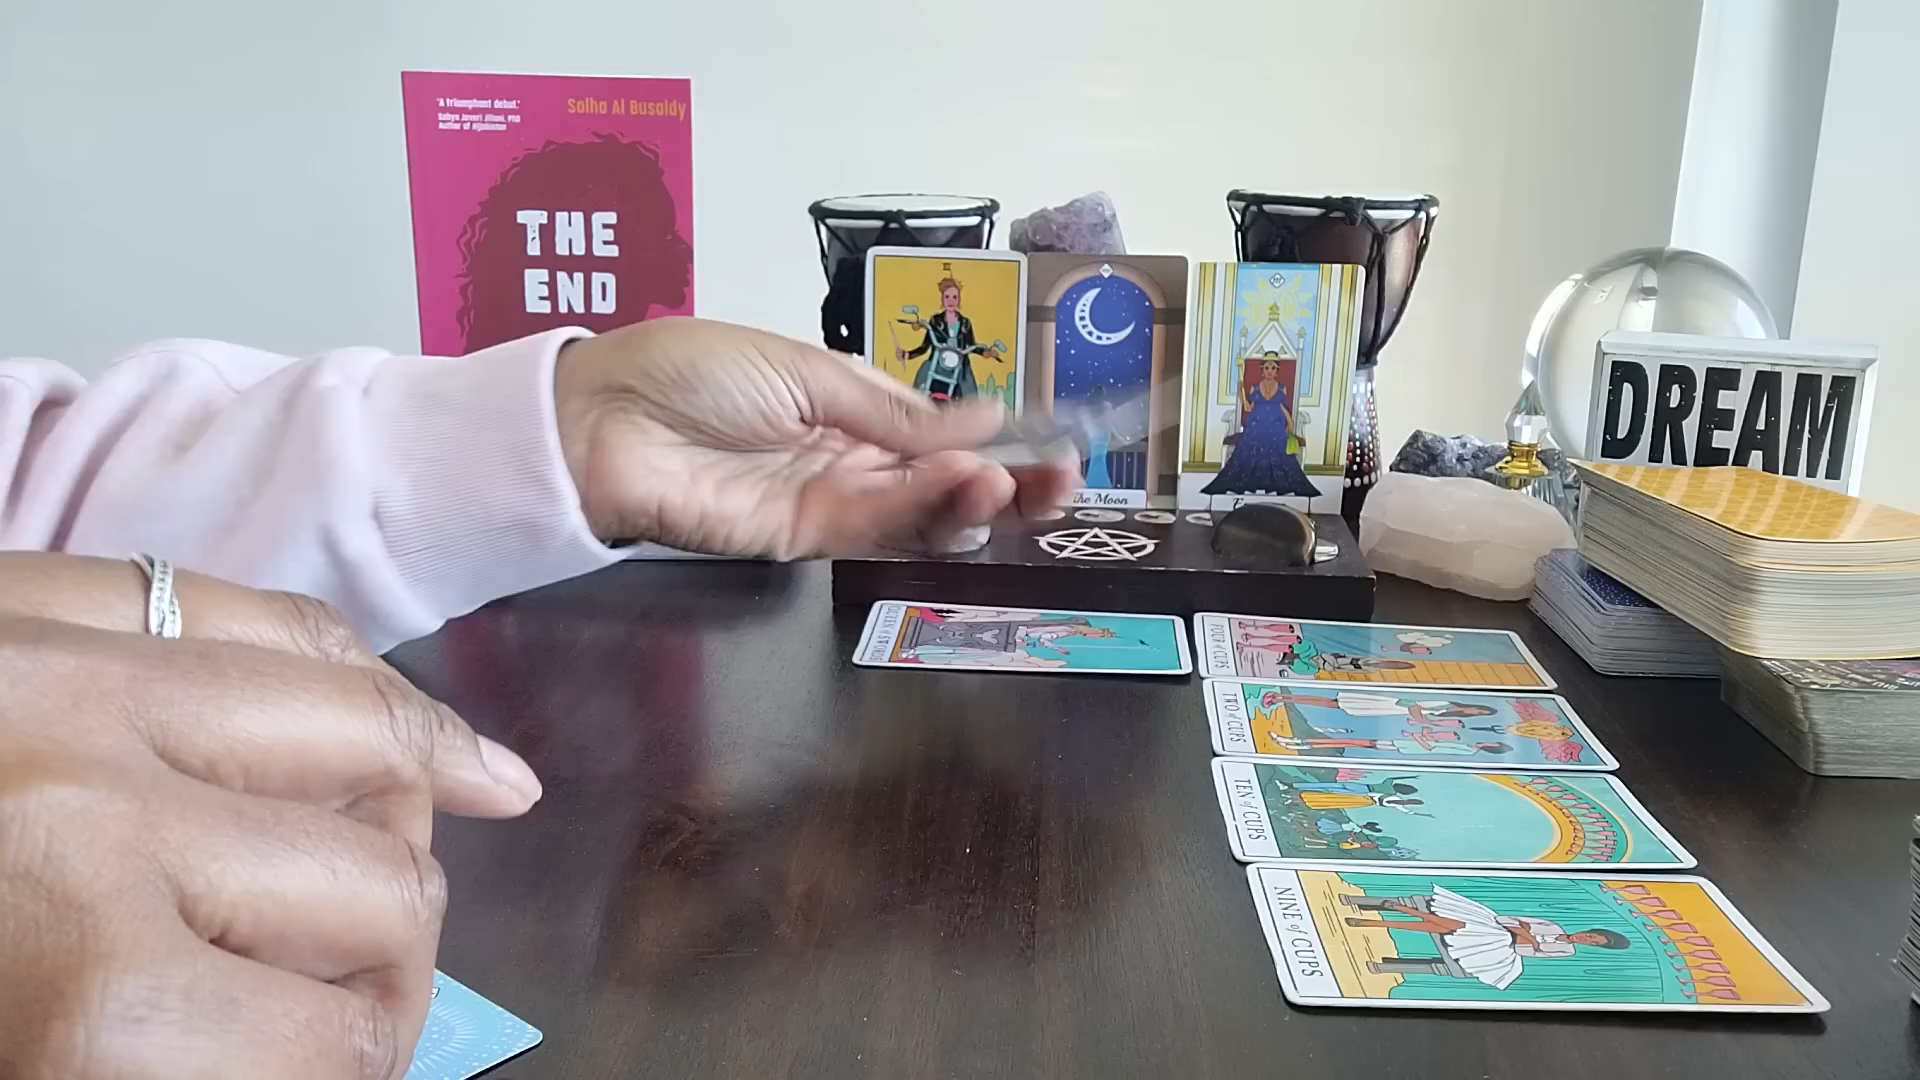 'A triumphant debut.'
Sabyn Javeri Jillani, PhD
Author of Hijabistan
Salha Al Busaidy
THE
END
III
The Moon
DREAM
QUEEN of SWORDS
FOUR of CUPS
TWO of CUPS
TEN of CUPS
NINE of CUPS